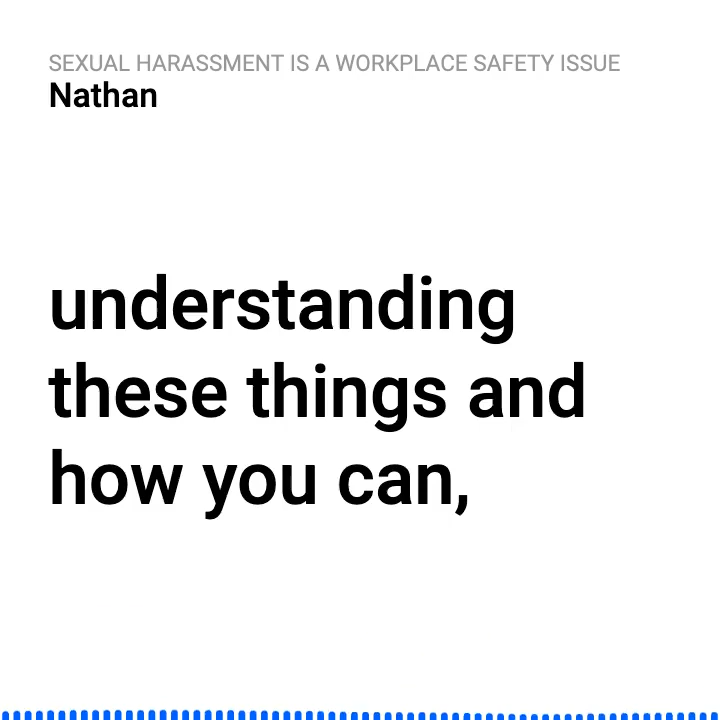 SEXUAL HARASSMENT IS A WORKPLACE SAFETY ISSUE
Nathan
understanding
these things and
how you can,